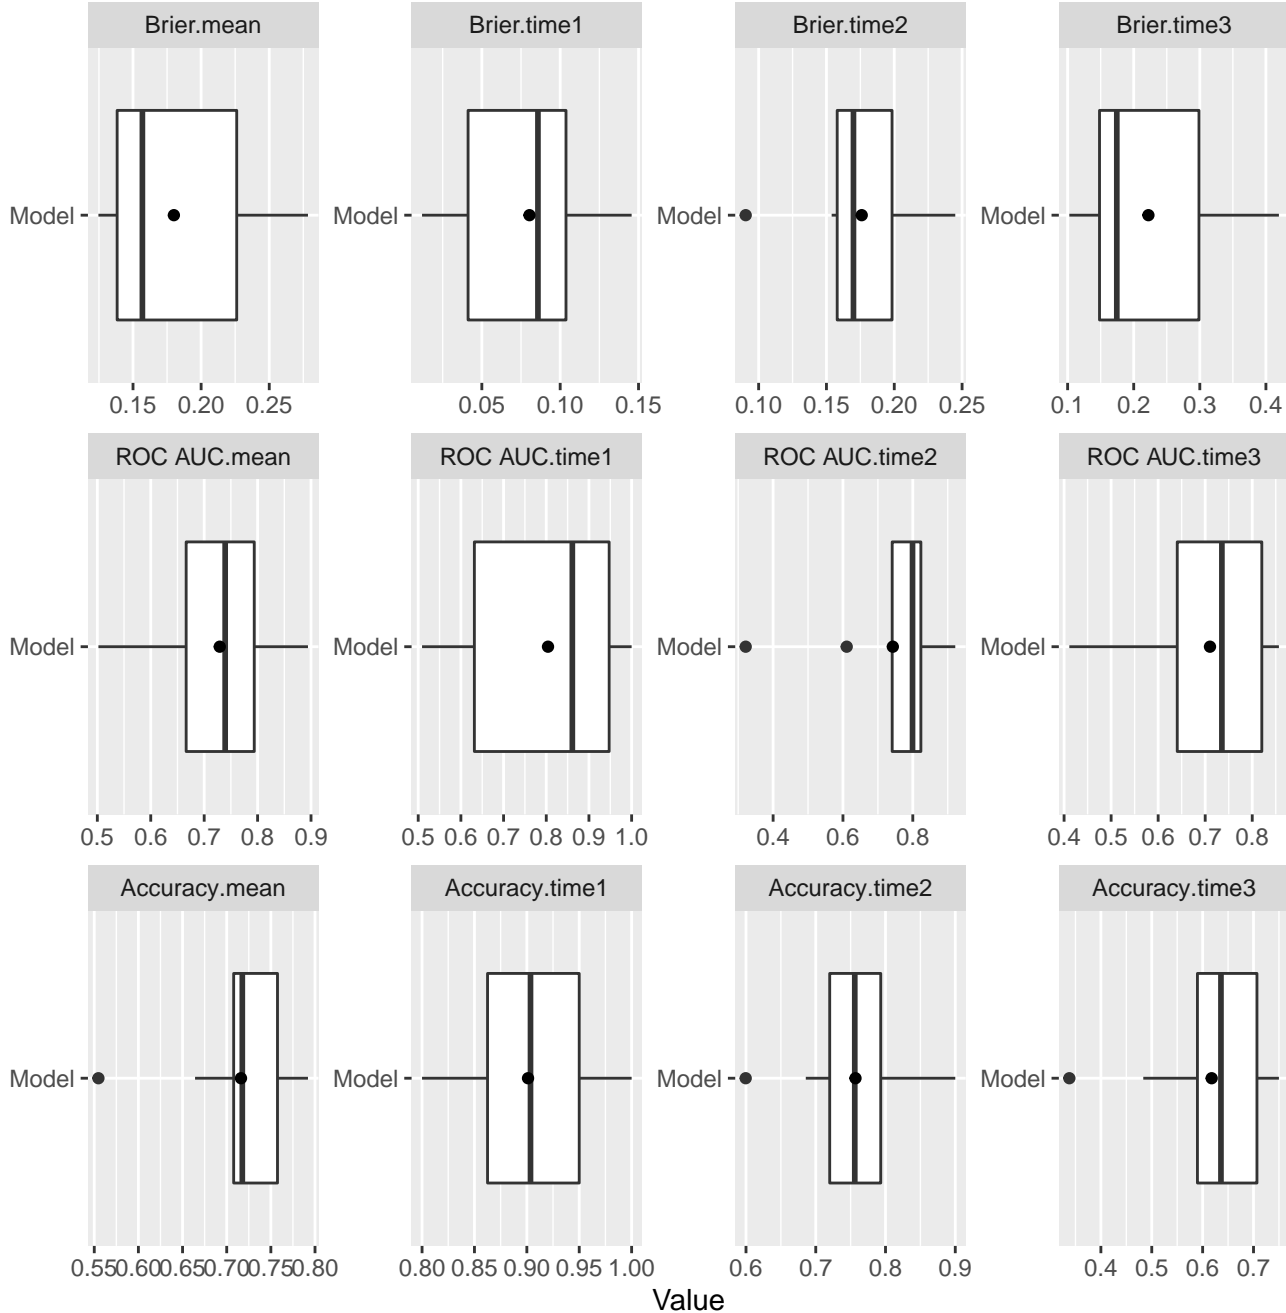 Brier.mean Brier.time1 Brier.time2 Brier.time3
Model Model Model Model
0.15 0.20 0.25 0.05 0.10 0.15 0.10 0.15 0.20 0.25 0.1 0.2 0.3 0.4
ROC AUC.mean ROC AUC.time1 ROC AUC.time2 ROC AUC.time3
Model Model Model Model
0.5 0.6 0.7 0.8 0.9 0.5 0.6 0.7 0.8 0.9 1.0 0.4 0.6 0.8 0.4 0.5 0.6 0.7 0.8
Accuracy.mean Accuracy.time1 Accuracy.time2 Accuracy.time3
Model Model Model Model
0.55 0.60 0.65 0.70 0.75 0.80 0.80 0.85 0.90 0.95 1.00 0.6 0.7 0.8 0.9 0.4 0.5 0.6 0.7
Value